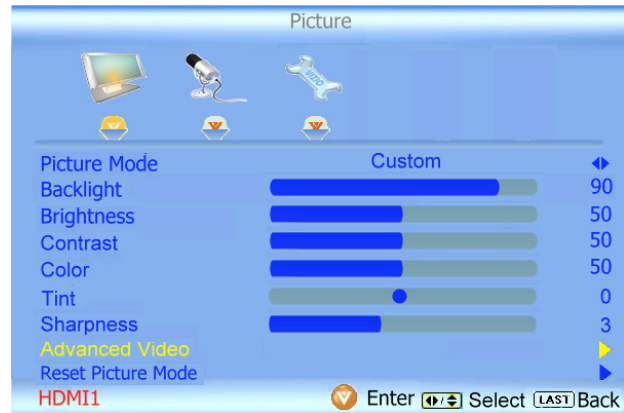 Picture
VIZIO
Picture Mode Custom
Backlight 90
Brightness 50
Contrast 50
Color 50
Tint 0
Sharpness 3
Advanced Video
Reset Picture Mode
HDMI1 V Enter Select LAST Back